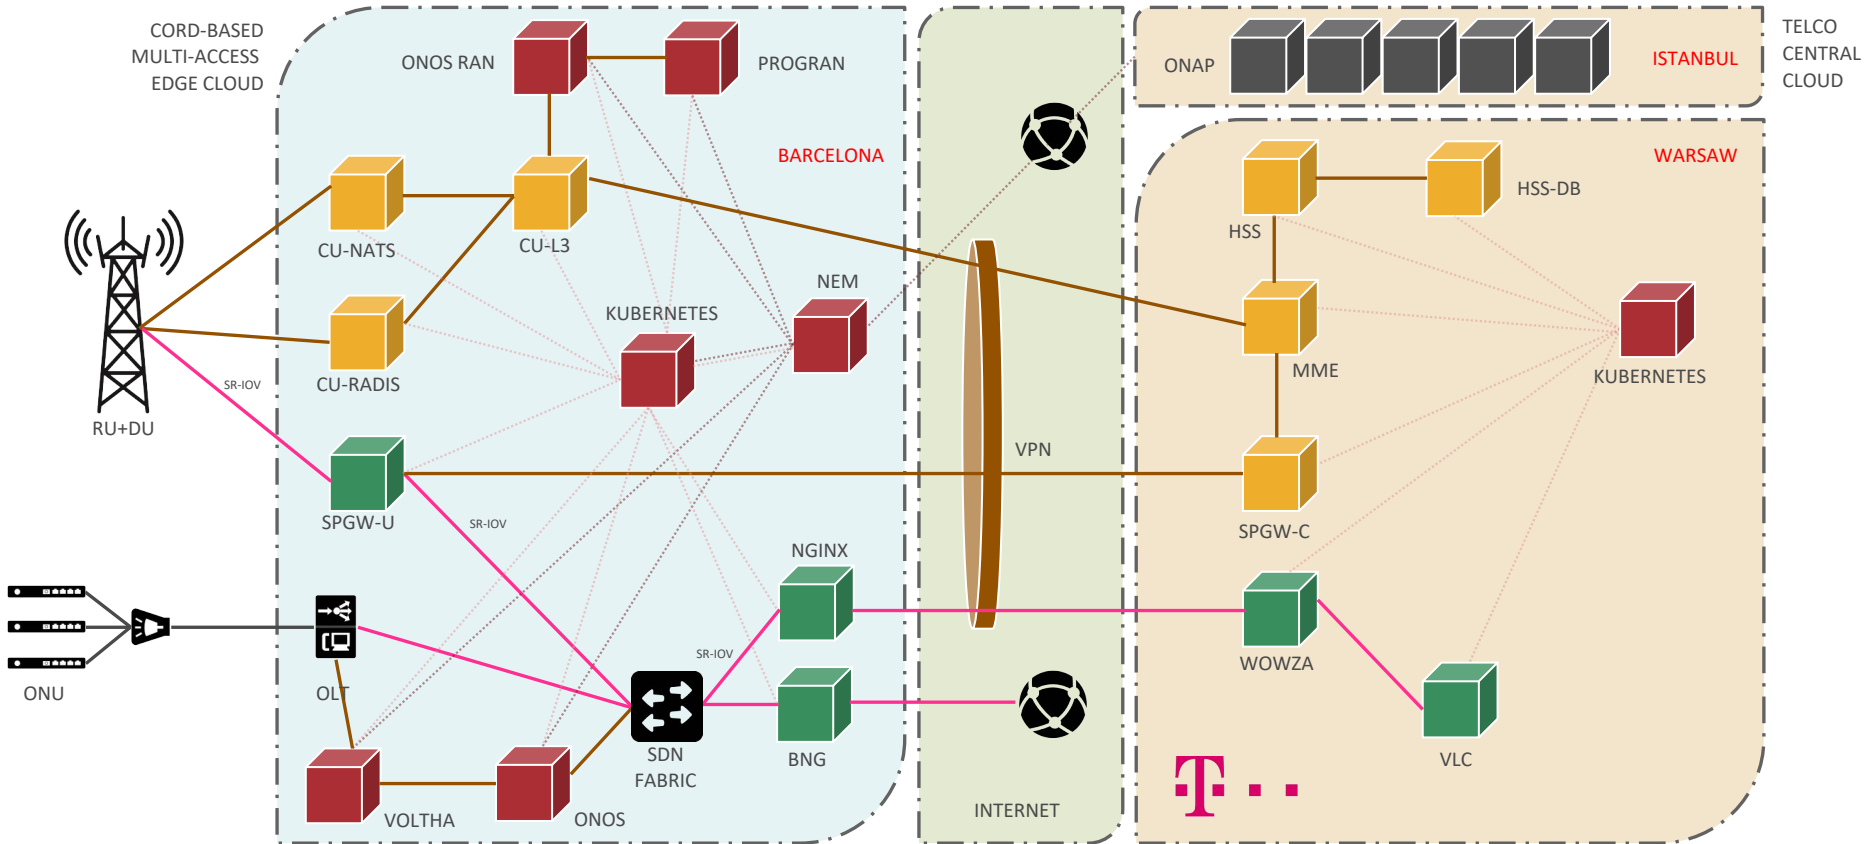 CORD-BASED
MULTI-ACCESS
EDGE CLOUD
ONOS RAN
PROGRAN
ONAP
ISTANBUL
TELCO
CENTRAL
CLOUD
BARCELONA
WARSAW
CU-NATS
CU-L3
HSS
HSS-DB
NEM
KUBERNETES
CU-RADIS
MME
KUBERNETES
SR-IOV
RU+DU
VPN
SPGW-U
SR-IOV
SPGW-C
NGINX
SR-IOV
WOWZA
ONU
OLT
SDN
FABRIC
BNG
VLC
VOLTHA
ONOS
INTERNET
T